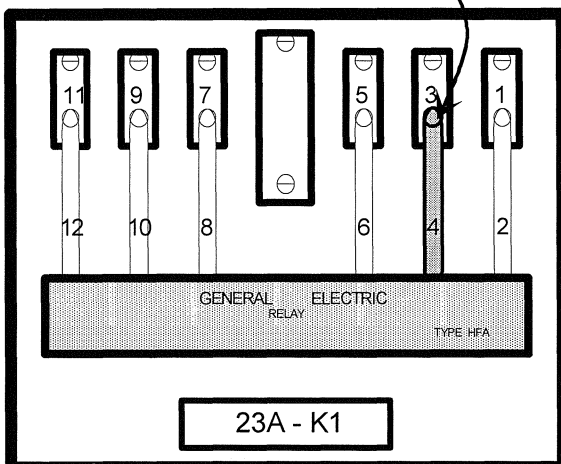 11 9 7 5 3 1
12 10 8 6 4 2
GENERAL ELECTRIC
RELAY
TYPE HFA
23A - K1